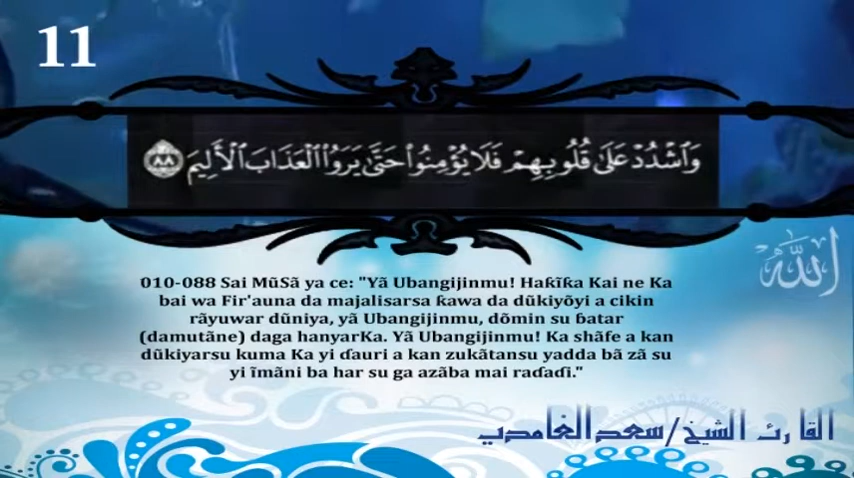 11
وَٱشْدُدْ عَلَىٰ قُلُوبِهِمْ فَلَا يُؤْمِنُوا۟ حَتَّىٰ يَرَوُا۟ ٱلْعَذَابَ ٱلْأَلِيمَ ٨٨
الله
010-088 Sai MũSã ya ce: "Yã Ubangijinmu! Haƙĩƙa Kai ne Ka
bai wa Fir'auna da majalisarsa ƙawa da dũkiyõyi a cikin
rãyuwar dũniya, yã Ubangijinmu, dõmin su ɓatar
(damutãne) daga hanyarKa. Yã Ubangijinmu! Ka shãfe a kan
dũkiyarsu kuma Ka yi ɗauri a kan zukãtansu yadda bã zã su
yi ĩmãni ba har su ga azãba mai raɗaɗi."
القارئ الشيخ/سعد الغامدي